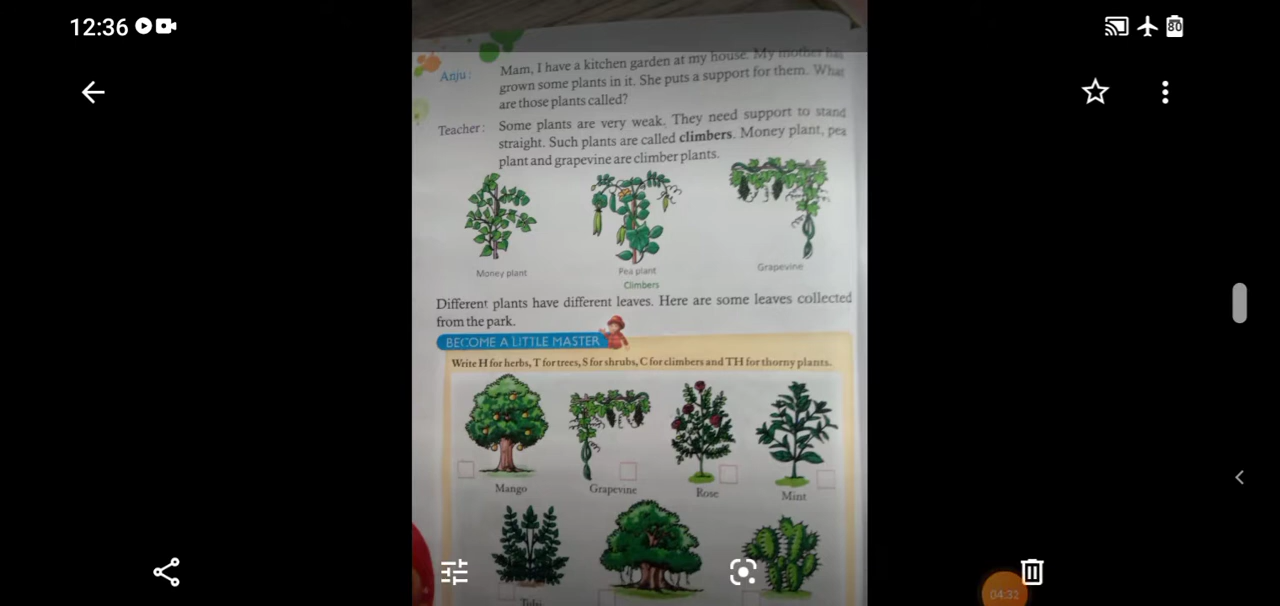 12:36
80
Anju: Mam, I have a kitchen garden at my house. My mother has
grown some plants in it. She puts a support for them. What
are those plants called?
Teacher: Some plants are very weak. They need support to stand
straight. Such plants are called climbers. Money plant, pea
plant and grapevine are climber plants.
Money plant
Pea plant
Grapevine
Climbers
Different plants have different leaves. Here are some leaves collected
from the park.
BECOME A LITTLE MASTER
Write H for herbs, T for trees, S for shrubs, C for climbers and TH for thorny plants.
Mango
Grapevine
Rose
Mint
Tulsi
04:32